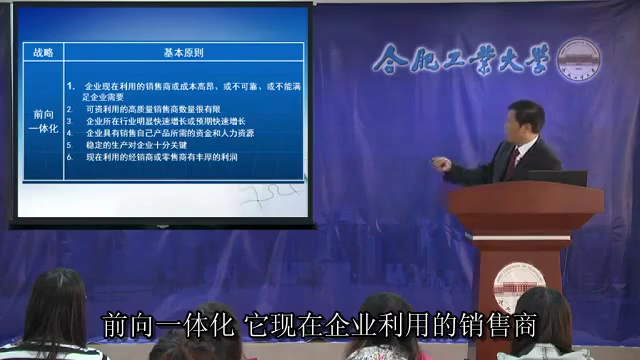 战略
基本原则
前向
一体化
1. 企业现在利用的销售商或成本高昂、或不可靠、或不能满
足企业需要
2. 可资利用的高质量销售商数量很有限
3. 企业所在行业明显快速增长或预期快速增长
4. 企业具有销售自己产品所需的资金和人力资源
5. 稳定的生产对企业十分关键
6. 现在利用的经销商或零售商有丰厚的利润
合肥工业大学
前向一体化 它现在企业利用的销售商